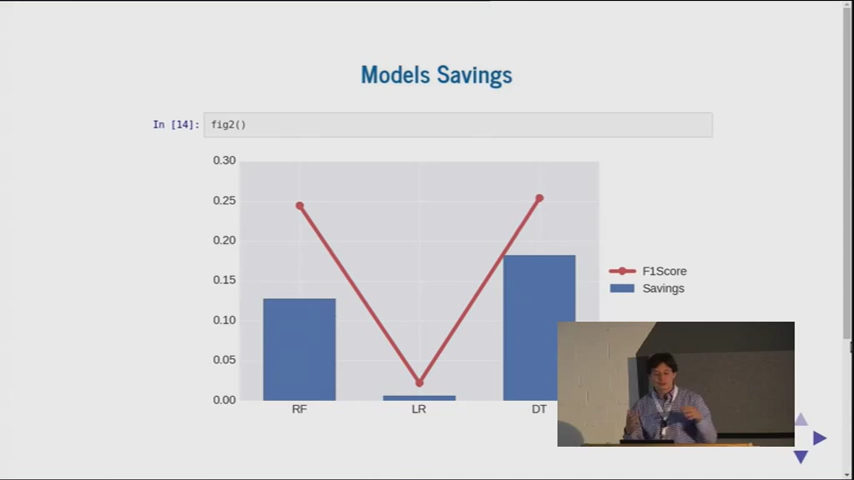 Models Savings
In [14]: fig2()
0.30
0.25
0.20
0.15
0.10
0.05
0.00
RF LR DT
F1Score
Savings